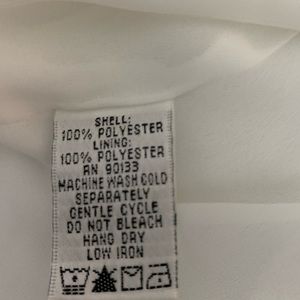 SHELL:
100% POLYESTER
LINING:
100% POLYESTER
RN 90133
MACHINE WASH COLD
SEPARATELY
GENTLE CYCLE
DO NOT BLEACH
HANG DRY
LOW IRON